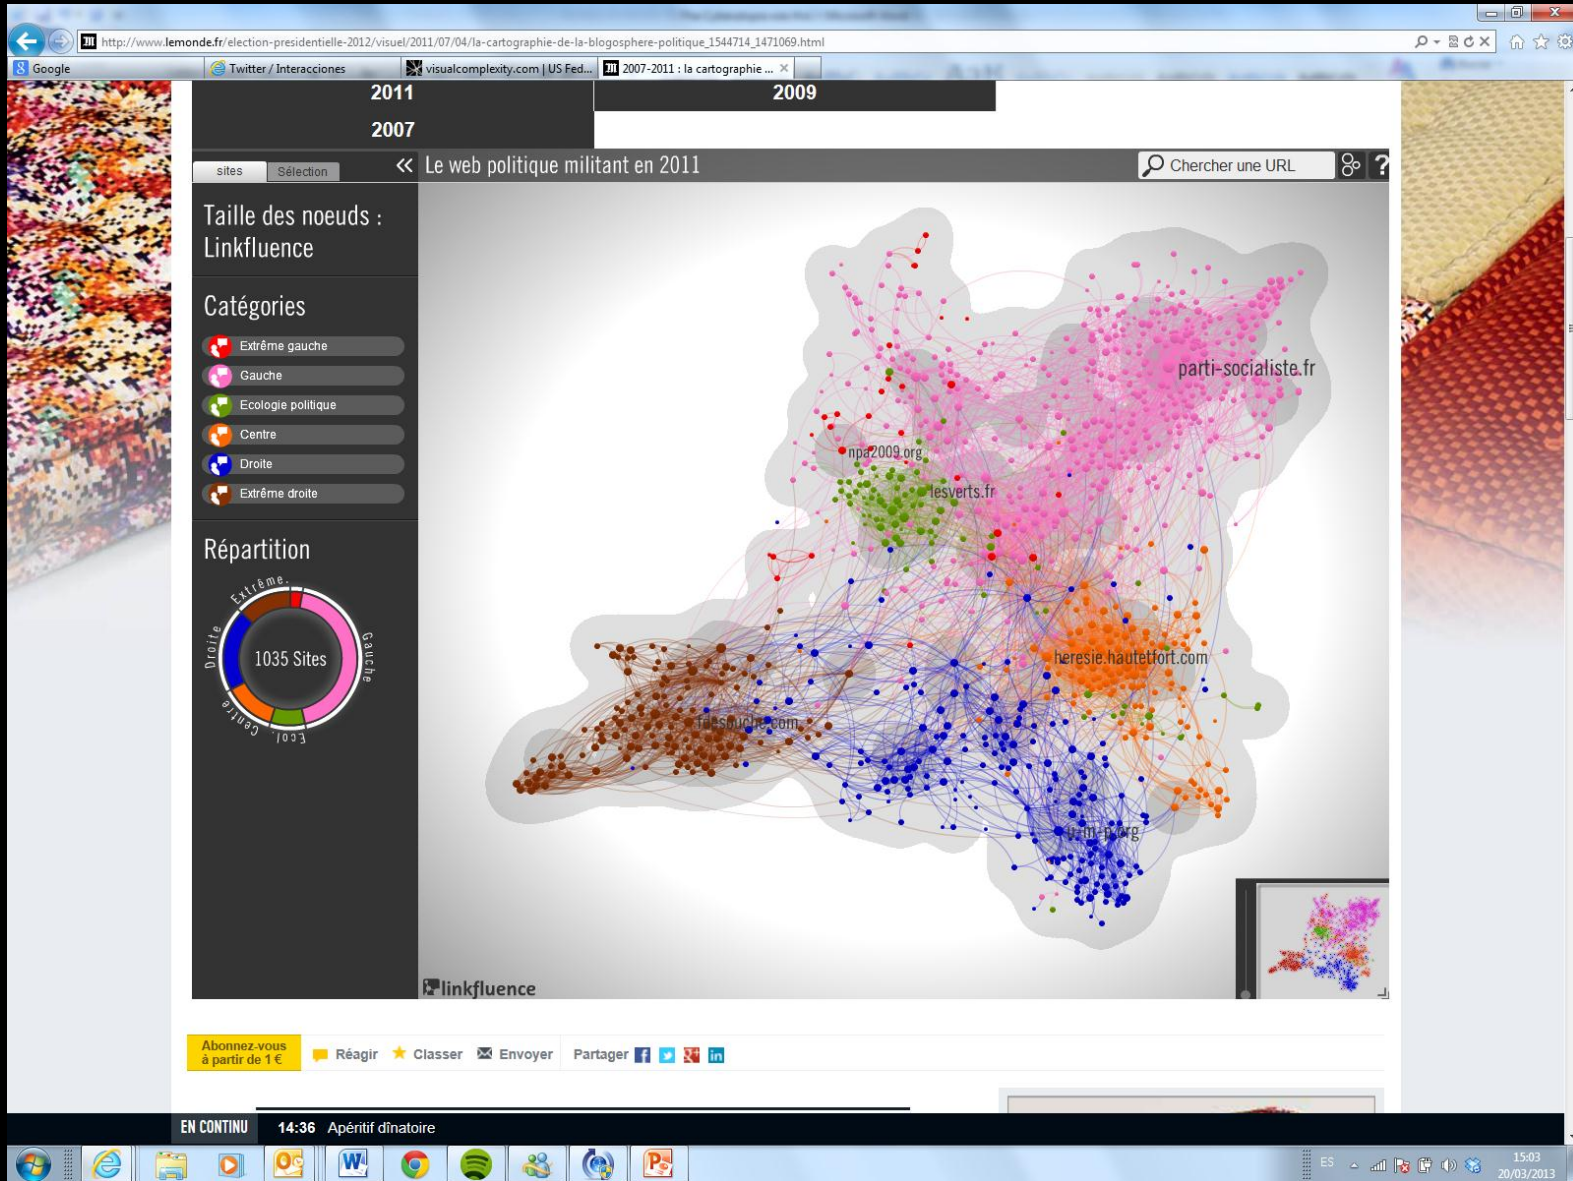 http://www.lemonde.fr/election-presidentielle-2012/visuel/2011/07/04/la-cartographie-de-la-blogosphere-politique_1544714_1471069.html
Google
Twitter / Interacciones
visualcomplexity.com | US Fed...
2007-2011 : la cartographie ...
2011
2009
2007
sites
Sélection
Le web politique militant en 2011
Chercher une URL
?
Taille des noeuds :
Linkfluence
Catégories
Extrême gauche
Gauche
Ecologie politique
Centre
Droite
Extrême droite
Répartition
Extrême.
Gauche
Droite
1035 Sites
Centre
Ecol.
parti-socialiste.fr
npa2009.org
lesverts.fr
heresie.hautetfort.com
fdesouche.com
u-m-p.org
linkfluence
Abonnez-vous
à partir de 1 €
Réagir
Classer
Envoyer
Partager
EN CONTINU
14:36 Apéritif dînatoire
ES
15:03
20/03/2013